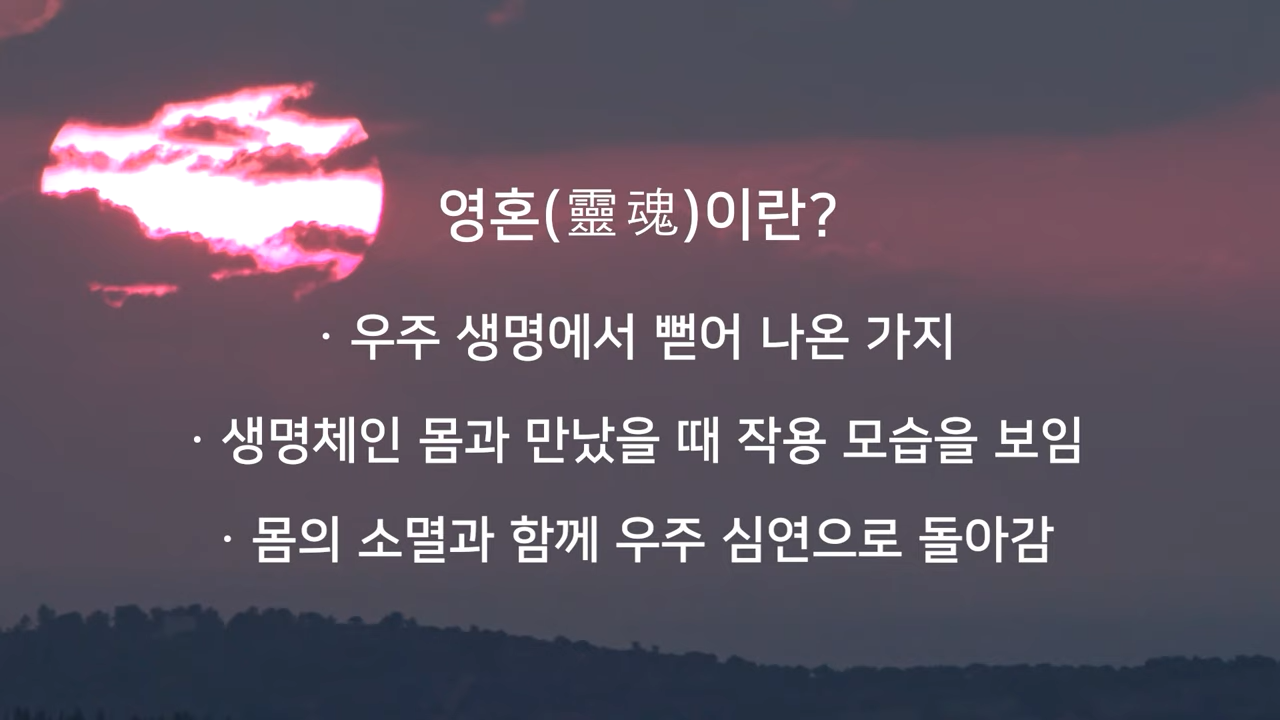 영혼(靈魂)이란?
· 우주 생명에서 뻗어 나온 가지
· 생명체인 몸과 만났을 때 작용 모습을 보임
· 몸의 소멸과 함께 우주 심연으로 돌아감